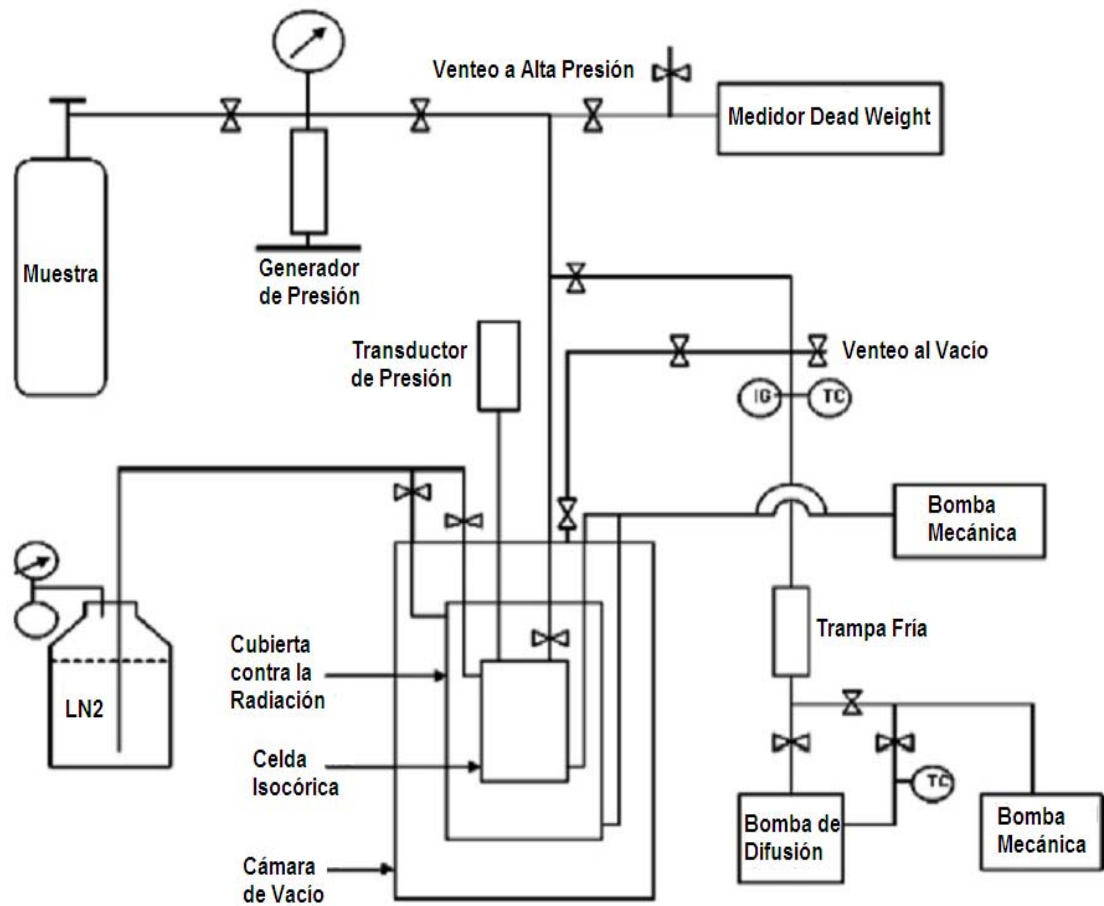 Venteo a Alta Presión
Medidor Dead Weight
Muestra
Generador
de Presión
Transductor
de Presión
Venteo al Vacío
IG
TC
Bomba
Mecánica
Trampa Fría
LN2
Cubierta
contra la
Radiación
Celda
Isocórica
Cámara
de Vacío
TC
Bomba de
Difusión
Bomba
Mecánica